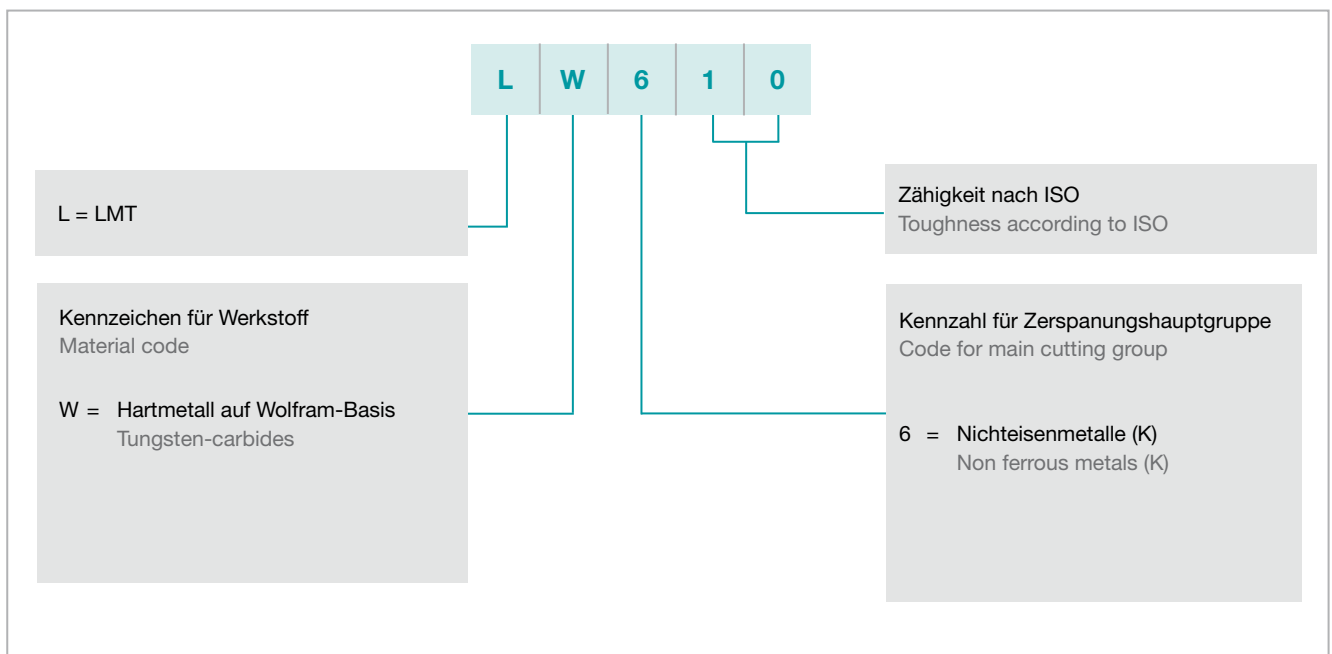 L W 6 1 0
L = LMT
Zähigkeit nach ISO
Toughness according to ISO
Kennzeichen für Werkstoff
Material code
W = Hartmetall auf Wolfram-Basis
Tungsten-carbides
Kennzahl für Zerspanungshauptgruppe
Code for main cutting group
6 = Nichteisenmetalle (K)
Non ferrous metals (K)